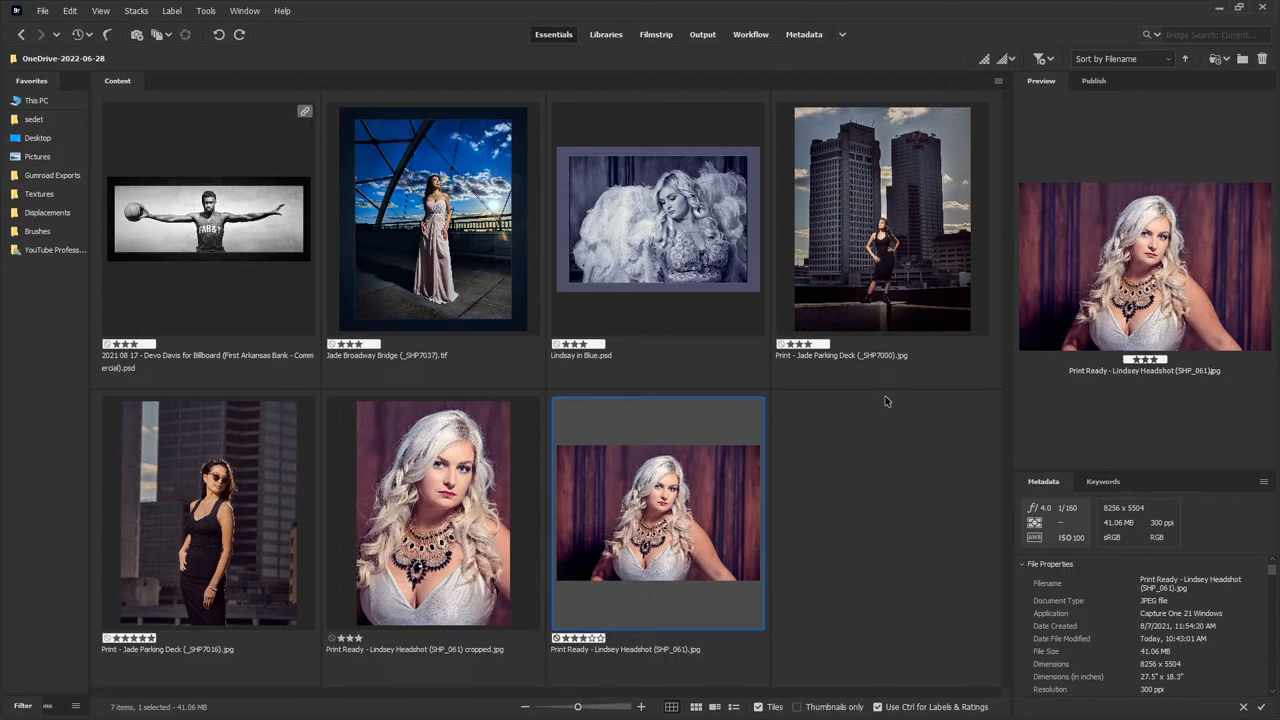 Br File Edit View Stacks Label Tools Window Help
Essentials Libraries Filmstrip Output Workflow Metadata
Bridge Search: Current...
OneDrive-2022-06-28
Sort by Filename
Favorites
Content
Preview Publish
This PC
sedet
Desktop
Pictures
Gumroad Exports
Textures
Displacements
Brushes
YouTube Profess...
FAB&T
2021 08 17 - Devo Davis for Billboard (First Arkansas Bank - Comm
ercial).psd
Jade Broadway Bridge (_SHP7037).tif
Lindsay in Blue.psd
Print - Jade Parking Deck (_SHP7000).jpg
Print Ready - Lindsey Headshot (SHP_061).jpg
Print - Jade Parking Deck (_SHP7016).jpg
Print Ready - Lindsey Headshot (SHP_061) cropped.jpg
Print Ready - Lindsey Headshot (SHP_061).jpg
Metadata Keywords
f/ 4.0 1/160
--
AWB ISO 100
8256 x 5504
41.06 MB 300 ppi
sRGB RGB
File Properties
Filename Print Ready - Lindsey Headshot
(SHP_061).jpg
Document Type JPEG file
Application Capture One 21 Windows
Date Created 8/7/2021, 11:54:20 AM
Date File Modified Today, 10:43:01 AM
File Size 41.06 MB
Dimensions 8256 x 5504
Dimensions (in inches) 27.5" x 18.3"
Resolution 300 ppi
Filter ns
7 items, 1 selected - 41.06 MB
Tiles Thumbnails only Use Ctrl for Labels & Ratings